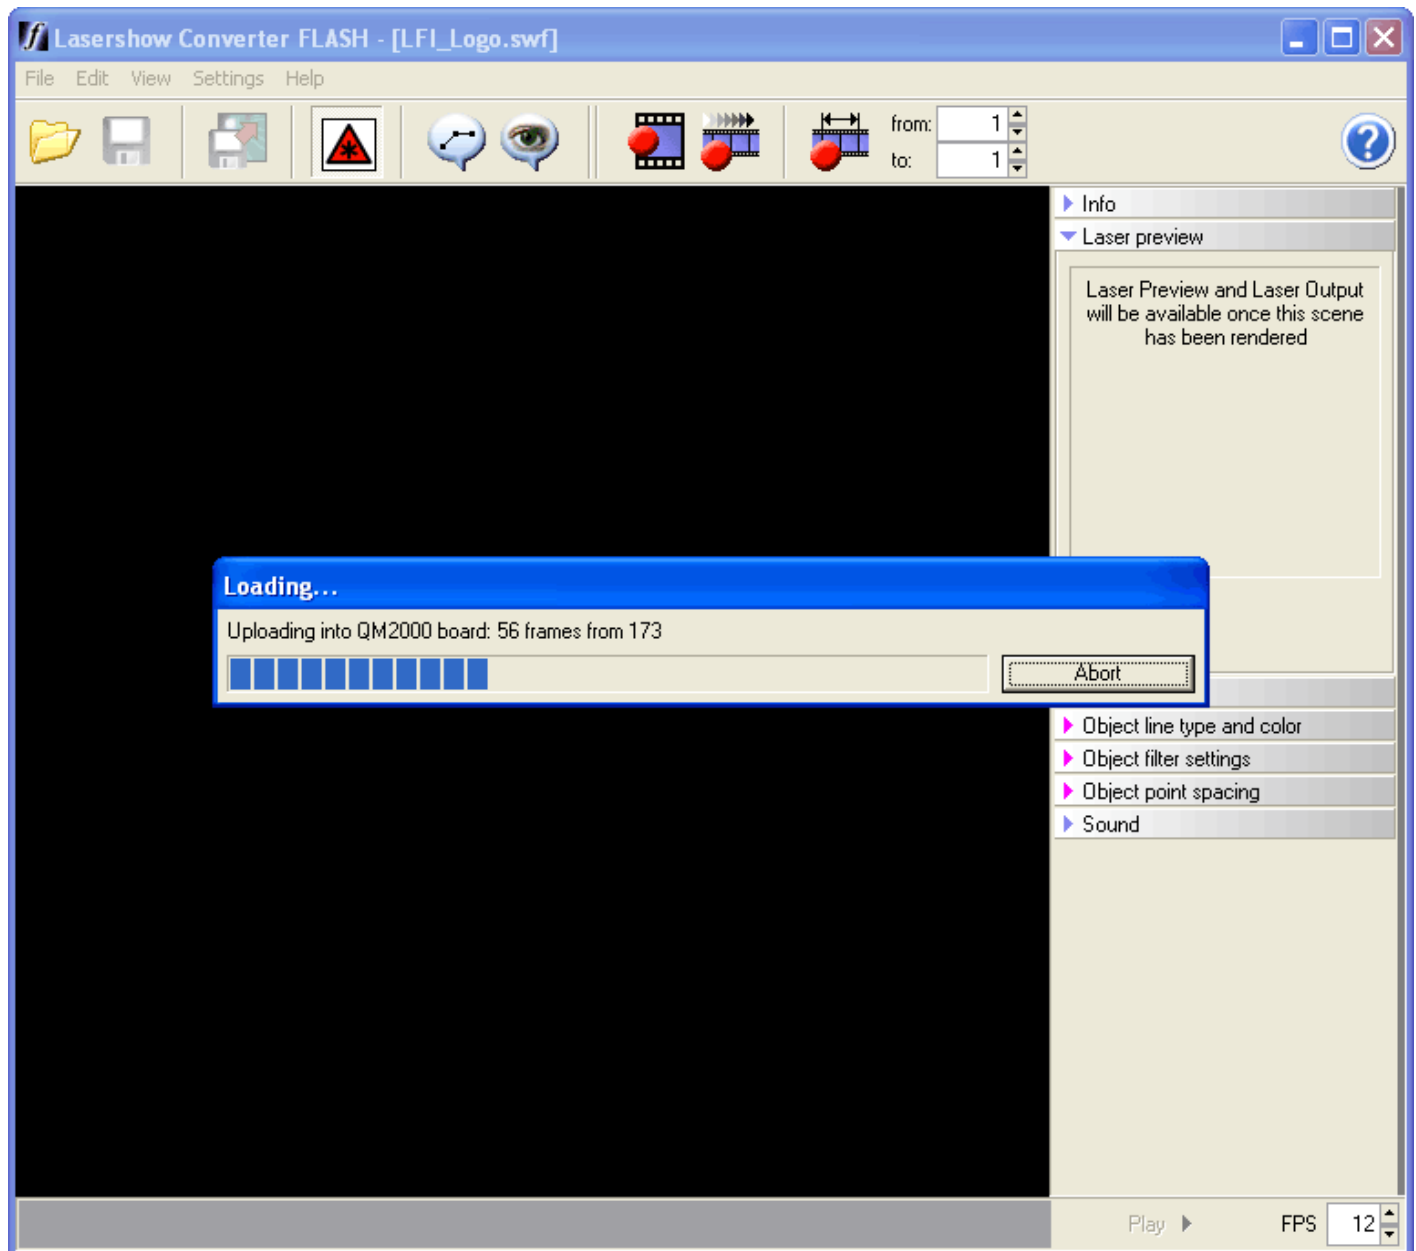 Lasershow Converter FLASH - [LFI_Logo.swf]
File Edit View Settings Help
from: 1
to: 1
Info
Laser preview
Laser Preview and Laser Output
will be available once this scene
has been rendered
Loading...
Uploading into QM2000 board: 56 frames from 173
Abort
Object line type and color
Object filter settings
Object point spacing
Sound
Play FPS 12